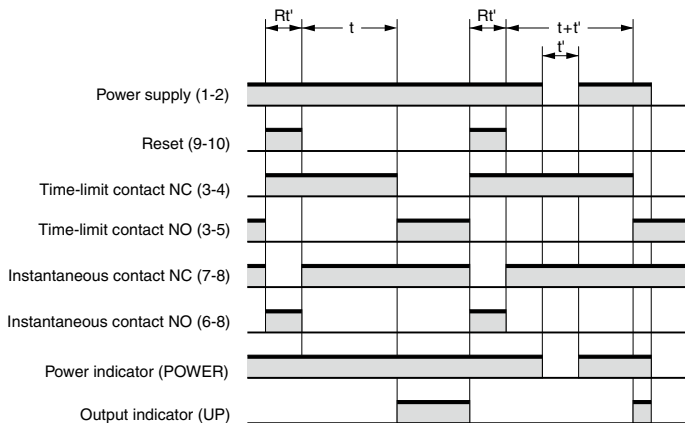 Rt' t Rt' t+t'
t'
Power supply (1-2)
Reset (9-10)
Time-limit contact NC (3-4)
Time-limit contact NO (3-5)
Instantaneous contact NC (7-8)
Instantaneous contact NO (6-8)
Power indicator (POWER)
Output indicator (UP)